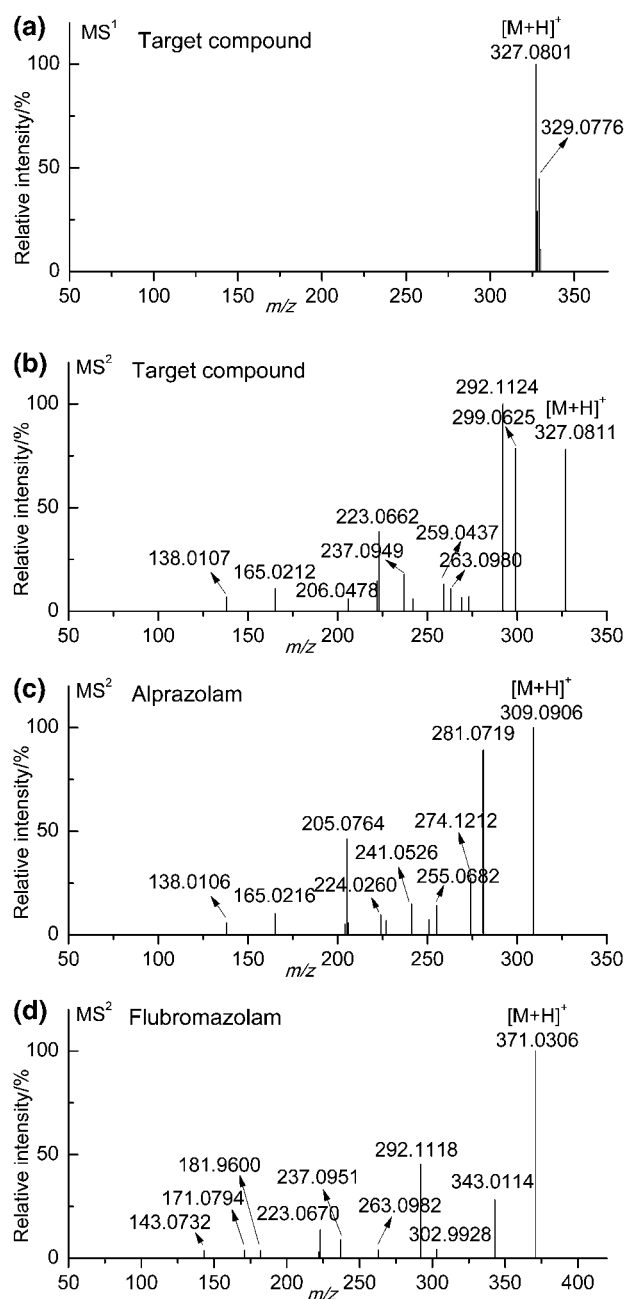 (a) MS1 Target compound
[M+H]+
327.0801
329.0776
Relative intensity/%
100
50
0
50 100 150 200 250 300 350
m/z
(b) MS2 Target compound
292.1124
[M+H]+
299.0625
327.0811
223.0662
259.0437
237.0949
263.0980
138.0107
165.0212
206.0478
Relative intensity/%
100
50
0
50 100 150 200 250 300 350
m/z
(c) MS2 Alprazolam
[M+H]+
309.0906
281.0719
274.1212
205.0764
241.0526
255.0682
138.0106
165.0216
224.0260
Relative intensity/%
100
50
0
50 100 150 200 250 300 350
m/z
(d) MS2 Flubromazolam
[M+H]+
371.0306
292.1118
343.0114
181.9600
237.0951
171.0794
263.0982
223.0670
143.0732
302.9928
Relative intensity/%
100
50
0
50 100 150 200 250 300 350 400
m/z